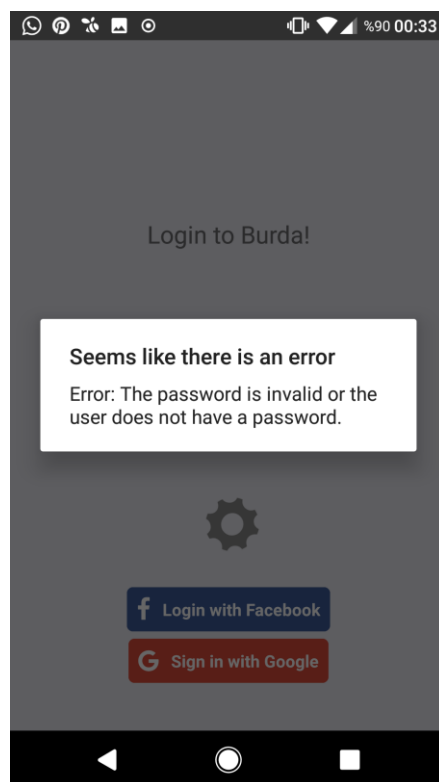 %90 00:33
Login to Burda!
Seems like there is an error
Error: The password is invalid or the
user does not have a password.
f Login with Facebook
G Sign in with Google